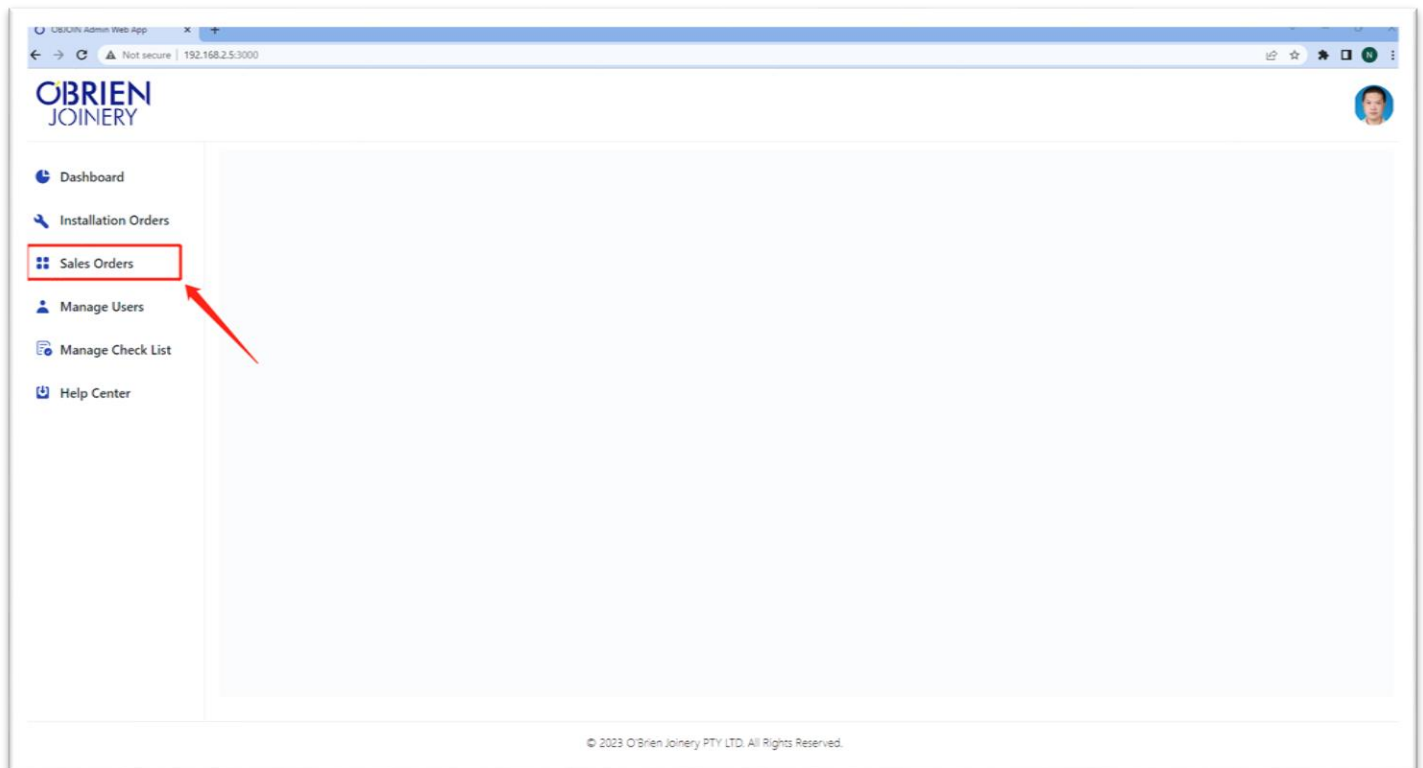 OBJOIN Admin Web App
Not secure | 192.168.2.5:3000
N
O'BRIEN
JOINERY
Dashboard
Installation Orders
Sales Orders
Manage Users
Manage Check List
Help Center
© 2023 O'Brien Joinery PTY LTD. All Rights Reserved.